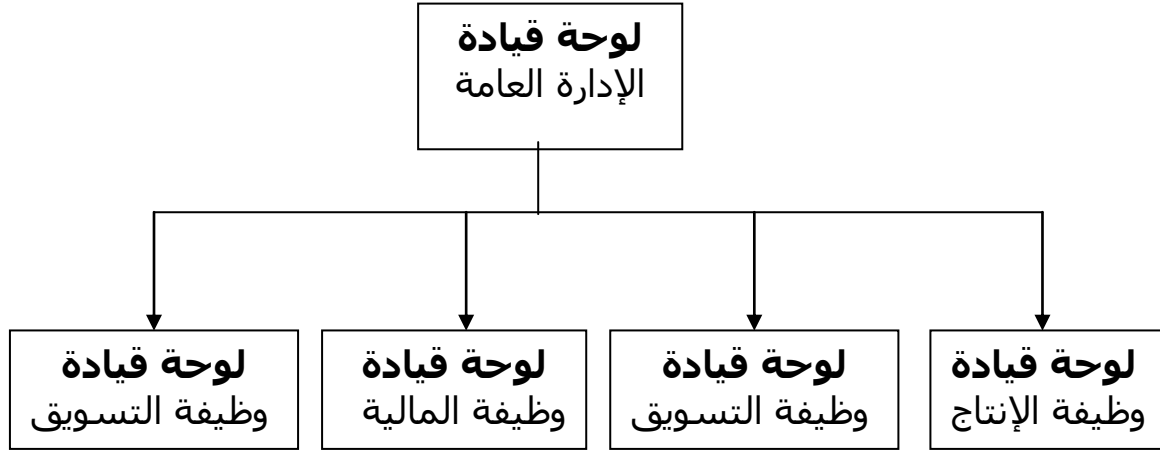 لوحة قيادة
الإدارة العامة
لوحة قيادة
وظيفة الإنتاج
لوحة قيادة
وظيفة التسويق
لوحة قيادة
وظيفة المالية
لوحة قيادة
وظيفة التسويق